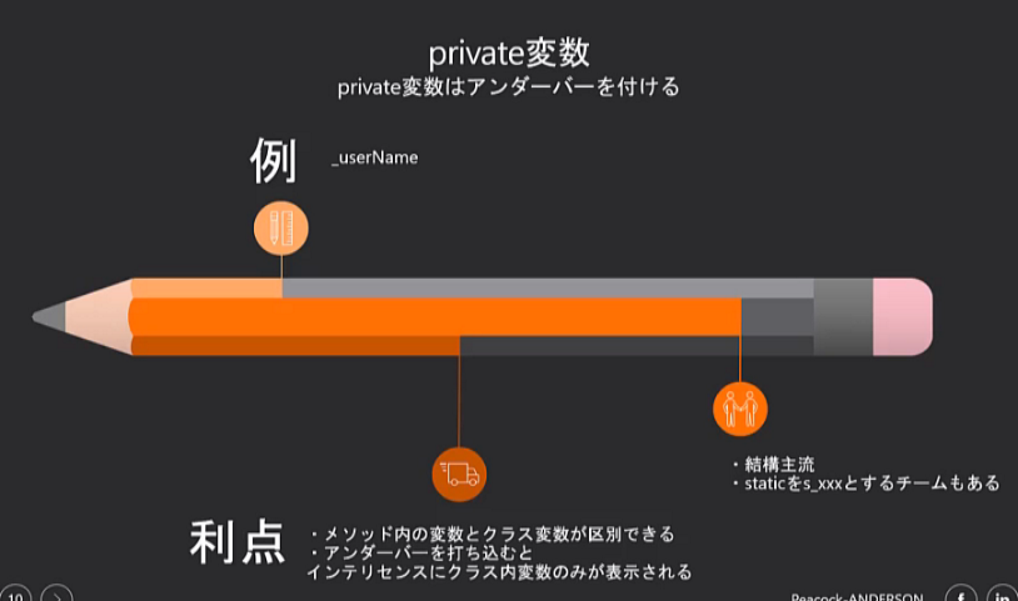 private変数
private変数はアンダーバーを付ける
例
_userName
・結構主流
・staticをs_xxxとするチームもある
利点
・メソッド内の変数とクラス変数が区別できる
・アンダーバーを打ち込むと
インテリセンスにクラス内変数のみが表示される
10
Peacock-ANDERSON
f
in